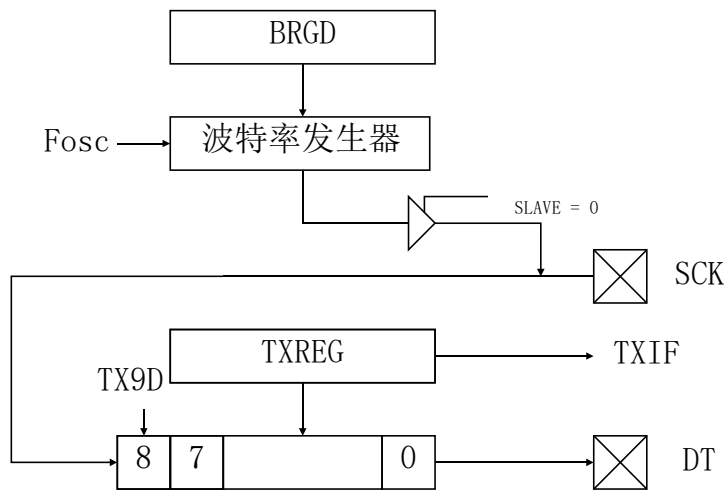 BRGD
Fosc
波特率发生器
SLAVE = 0
SCK
TXREG
TXIF
TX9D
8
7
0
DT